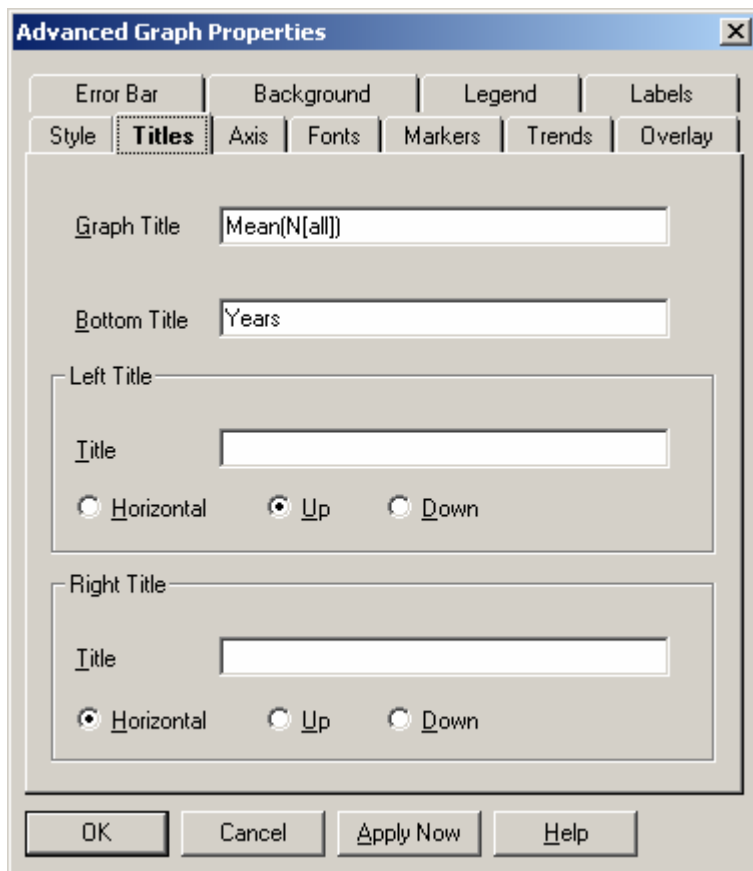 Advanced Graph Properties
Error Bar Background Legend Labels
Style Titles Axis Fonts Markers Trends Overlay
Graph Title Mean(N[all])
Bottom Title Years
Left Title
Title
Horizontal Up Down
Right Title
Title
Horizontal Up Down
OK Cancel Apply Now Help